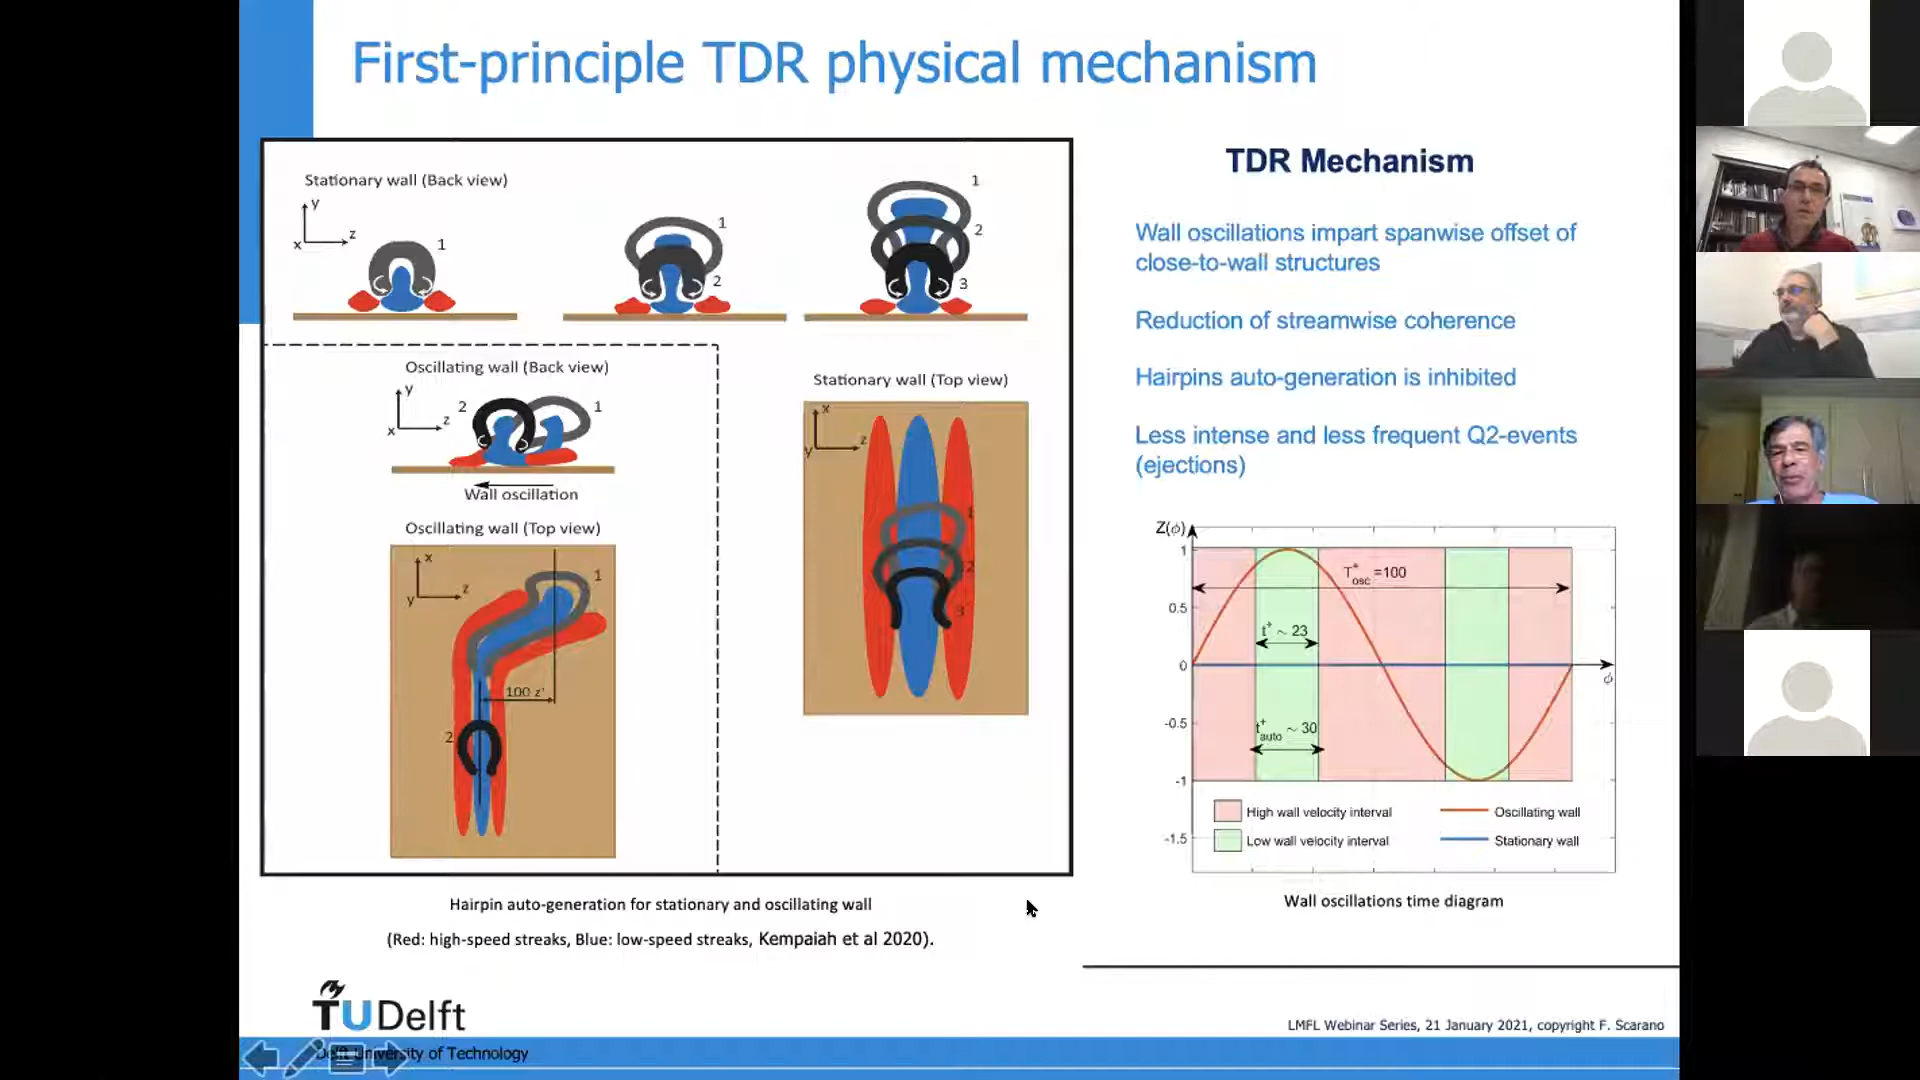 First-principle TDR physical mechanism
Stationary wall (Back view)
y
z
x
1
1
2
1
2
3
Oscillating wall (Back view)
y
z
x
2
1
Wall oscillation
Oscillating wall (Top view)
x
z
y
1
100 z⁺
2
Stationary wall (Top view)
x
z
y
1
2
3
Hairpin auto-generation for stationary and oscillating wall
(Red: high-speed streaks, Blue: low-speed streaks, Kempaiah et al 2020).
TDR Mechanism
Wall oscillations impart spanwise offset of
close-to-wall structures
Reduction of streamwise coherence
Hairpins auto-generation is inhibited
Less intense and less frequent Q2-events
(ejections)
Z(ϕ)
1
0.5
0
-0.5
-1
-1.5
T⁺osc =100
t⁺ ~ 23
t⁺auto ~ 30
ϕ
High wall velocity interval
Oscillating wall
Low wall velocity interval
Stationary wall
Wall oscillations time diagram
TUDelft
Delft University of Technology
LMFL Webinar Series, 21 January 2021, copyright F. Scarano